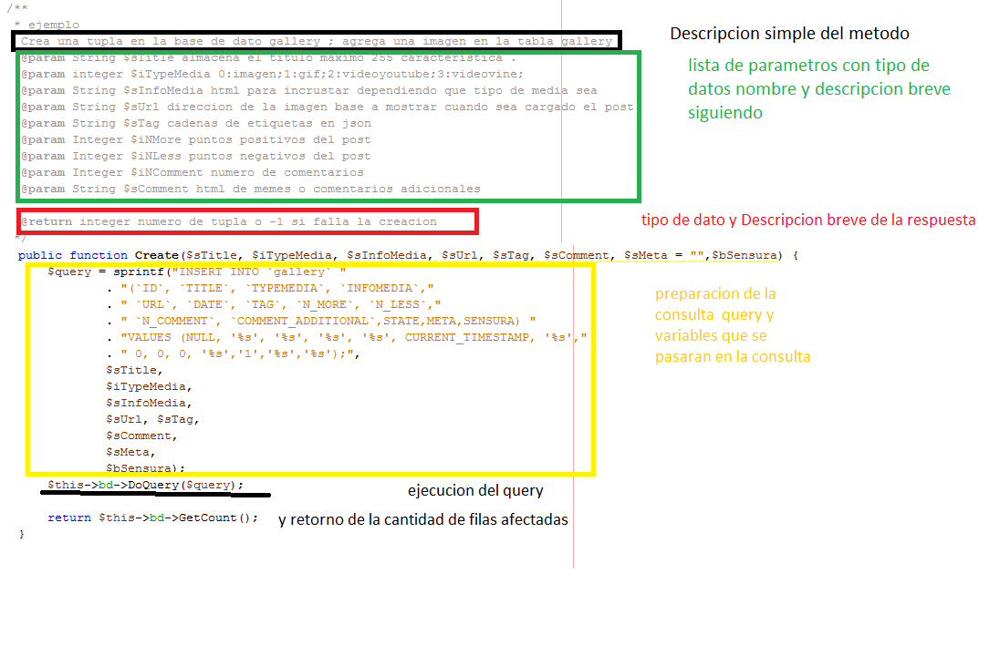 /**
* ejemplo
Crea una tupla en la base de dato gallery ; agrega una imagen en la tabla gallery
Descripcion simple del metodo
@param String $sTitle almacena el titulo maximo 255 caracteristica .
@param integer $iTypeMedia 0:imagen;1:gif;2:videoyoutube;3:videovine;
@param String $sInfoMedia html para incrustar dependiendo que tipo de media sea
@param String $sUrl direccion de la imagen base a mostrar cuando sea cargado el post
@param String $sTag cadenas de etiquetas en json
@param Integer $iNMore puntos positivos del post
@param Integer $iNLess puntos negativos del post
@param Integer $iNComment numero de comentarios
@param String $sComment html de memes o comentarios adicionales
lista de parametros con tipo de
datos nombre y descripcion breve
siguiendo
@return integer numero de tupla o -1 si falla la creacion
tipo de dato y Descripcion breve de la respuesta
*/
public function Create($sTitle, $iTypeMedia, $sInfoMedia, $sUrl, $sTag, $sComment, $sMeta = "",$bSensura) {
$query = sprintf("INSERT INTO `gallery` "
. "(`ID`, `TITLE`, `TYPEMEDIA`, `INFOMEDIA`,"
. " `URL`, `DATE`, `TAG`, `N_MORE`, `N_LESS`,"
. " `N_COMMENT`, `COMMENT_ADDITIONAL`,STATE,META,SENSURA) "
. "VALUES (NULL, '%s', '%s', '%s', '%s', CURRENT_TIMESTAMP, '%s',"
. " 0, 0, 0, '%s','1','%s','%s');",
$sTitle,
$iTypeMedia,
$sInfoMedia,
$sUrl, $sTag,
$sComment,
$sMeta,
$bSensura);
preparacion de la
consulta query y
variables que se
pasaran en la consulta
$this->bd->DoQuery($query);
ejecucion del query
return $this->bd->GetCount();
y retorno de la cantidad de filas afectadas
}